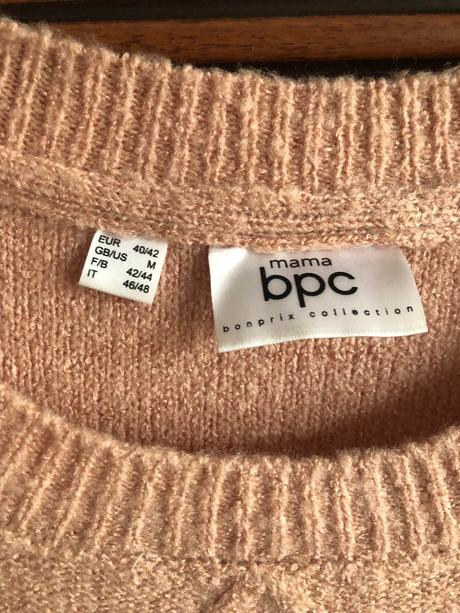 EUR 40/42
GB/US M
F/B 42/44
IT 46/48
mama
bpc
bonprix collection